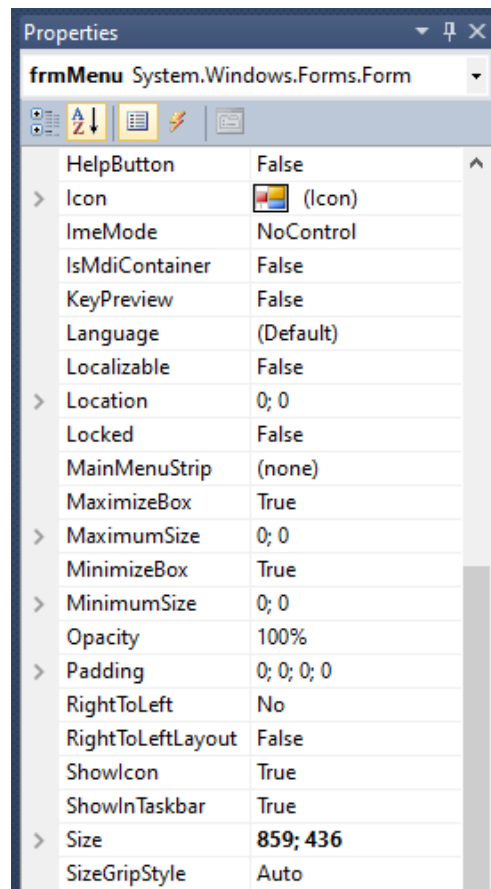 Properties
frmMenu System.Windows.Forms.Form
A Z
HelpButton False
Icon (Icon)
ImeMode NoControl
IsMdiContainer False
KeyPreview False
Language (Default)
Localizable False
Location 0; 0
Locked False
MainMenuStrip (none)
MaximizeBox True
MaximumSize 0; 0
MinimizeBox True
MinimumSize 0; 0
Opacity 100%
Padding 0; 0; 0; 0
RightToLeft No
RightToLeftLayout False
ShowIcon True
ShowInTaskbar True
Size 859; 436
SizeGripStyle Auto